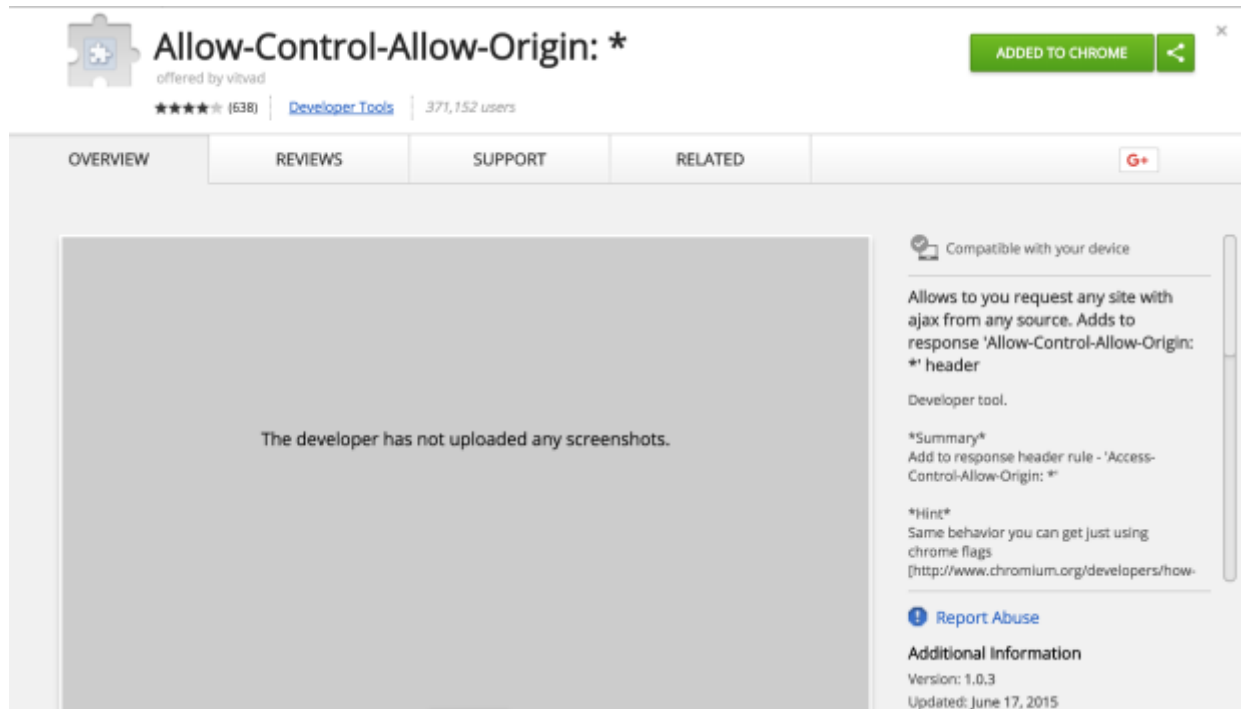 Allow-Control-Allow-Origin: *
offered by vitvad
(638)
Developer Tools
371,152 users
ADDED TO CHROME
×
OVERVIEW
REVIEWS
SUPPORT
RELATED
G+
The developer has not uploaded any screenshots.
Compatible with your device
Allows to you request any site with
ajax from any source. Adds to
response 'Allow-Control-Allow-Origin:
*' header
Developer tool.
*Summary*
Add to response header rule - 'Access-
Control-Allow-Origin: *'
*Hint*
Same behavior you can get just using
chrome flags
[http://www.chromium.org/developers/how-
Report Abuse
Additional Information
Version: 1.0.3
Updated: June 17, 2015